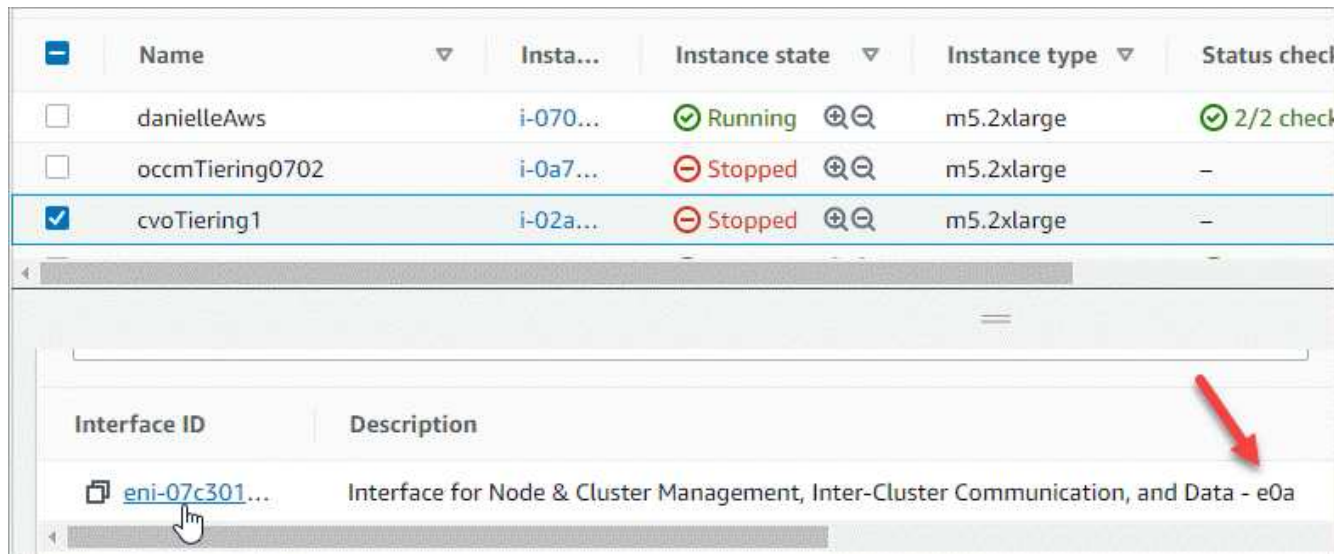 Name Insta... Instance state Instance type Status check
danielleAws i-070... Running m5.2xlarge 2/2 check
occmTiering0702 i-0a7... Stopped m5.2xlarge –
cvoTiering1 i-02a... Stopped m5.2xlarge –
Interface ID Description
eni-07c301... Interface for Node & Cluster Management, Inter-Cluster Communication, and Data - e0a